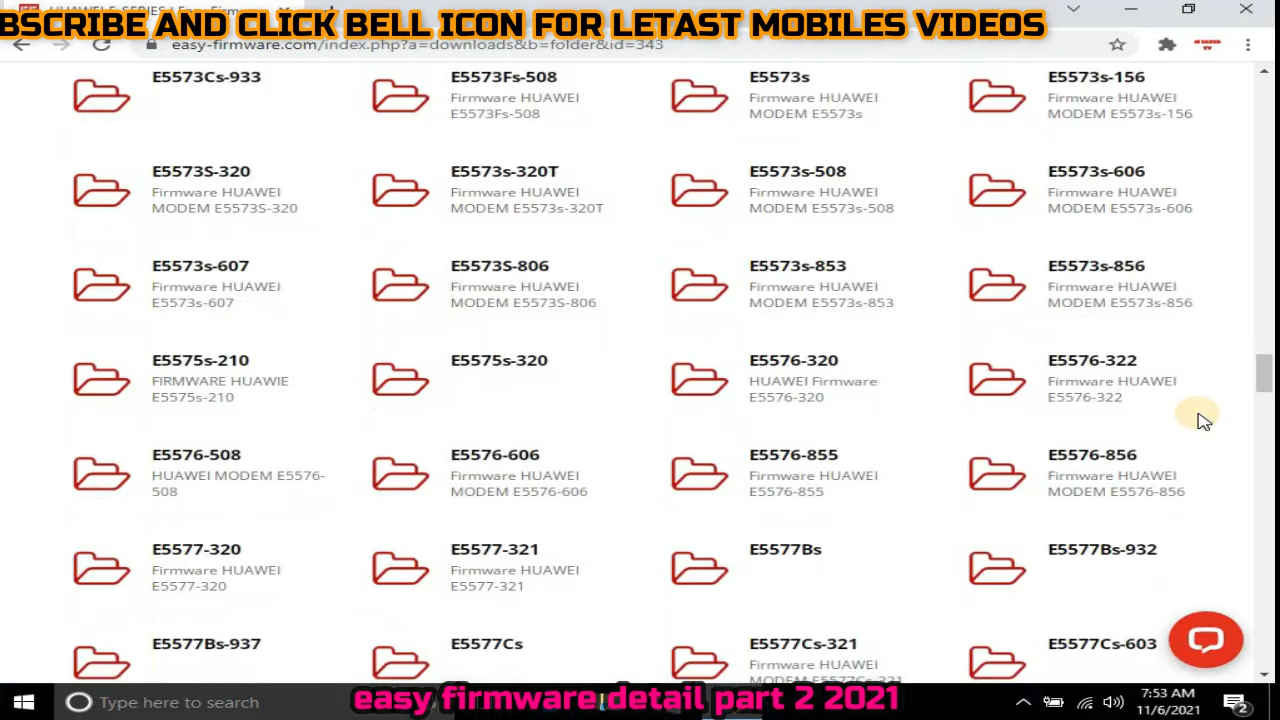 BSCRIBE AND CLICK BELL ICON FOR LETAST MOBILES VIDEOS
easy-firmware.com/index.php?a=downloads&b=folder&id=343
E5573Cs-933
E5573Fs-508
Firmware HUAWEI
E5573Fs-508
E5573s
Firmware HUAWEI
MODEM E5573s
E5573s-156
Firmware HUAWEI
MODEM E5573s-156
E5573S-320
Firmware HUAWEI
MODEM E5573S-320
E5573s-320T
Firmware HUAWEI
MODEM E5573s-320T
E5573s-508
Firmware HUAWEI
MODEM E5573s-508
E5573s-606
Firmware HUAWEI
MODEM E5573s-606
E5573s-607
Firmware HUAWEI
E5573s-607
E5573S-806
Firmware HUAWEI
MODEM E5573S-806
E5573s-853
Firmware HUAWEI
MODEM E5573s-853
E5573s-856
Firmware HUAWEI
MODEM E5573s-856
E5575s-210
FIRMWARE HUAWIE
E5575s-210
E5575s-320
E5576-320
HUAWEI Firmware
E5576-320
E5576-322
Firmware HUAWEI
E5576-322
E5576-508
HUAWEI MODEM E5576-
508
E5576-606
Firmware HUAWEI
MODEM E5576-606
E5576-855
Firmware HUAWEI
E5576-855
E5576-856
Firmware HUAWEI
MODEM E5576-856
E5577-320
Firmware HUAWEI
E5577-320
E5577-321
Firmware HUAWEI
E5577-321
E5577Bs
E5577Bs-932
E5577Bs-937
E5577Cs
E5577Cs-321
Firmware HUAWEI
MODEM E5577Cs-321
E5577Cs-603
Type here to search
easy firmware detail part 2 2021
7:53 AM
11/6/2021
2